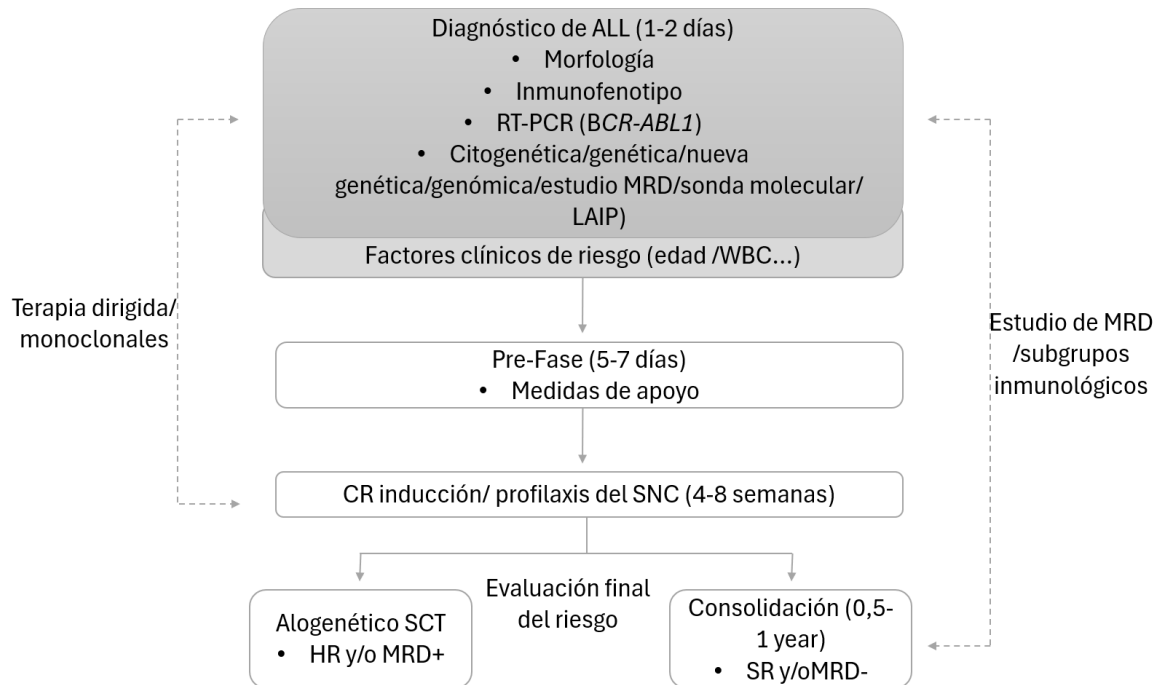 Diagnóstico de ALL (1-2 días)
• Morfología
• Inmunofenotipo
• RT-PCR (BCR-ABL1)
• Citogenética/genética/nueva
genética/genómica/estudio MRD/sonda molecular/
LAIP)
Factores clínicos de riesgo (edad /WBC...)
Terapia dirigida/
monoclonales
Estudio de MRD
/subgrupos
inmunológicos
Pre-Fase (5-7 días)
• Medidas de apoyo
CR inducción/ profilaxis del SNC (4-8 semanas)
Evaluación final
del riesgo
Alogenético SCT
• HR y/o MRD+
Consolidación (0,5-
1 year)
• SR y/oMRD-